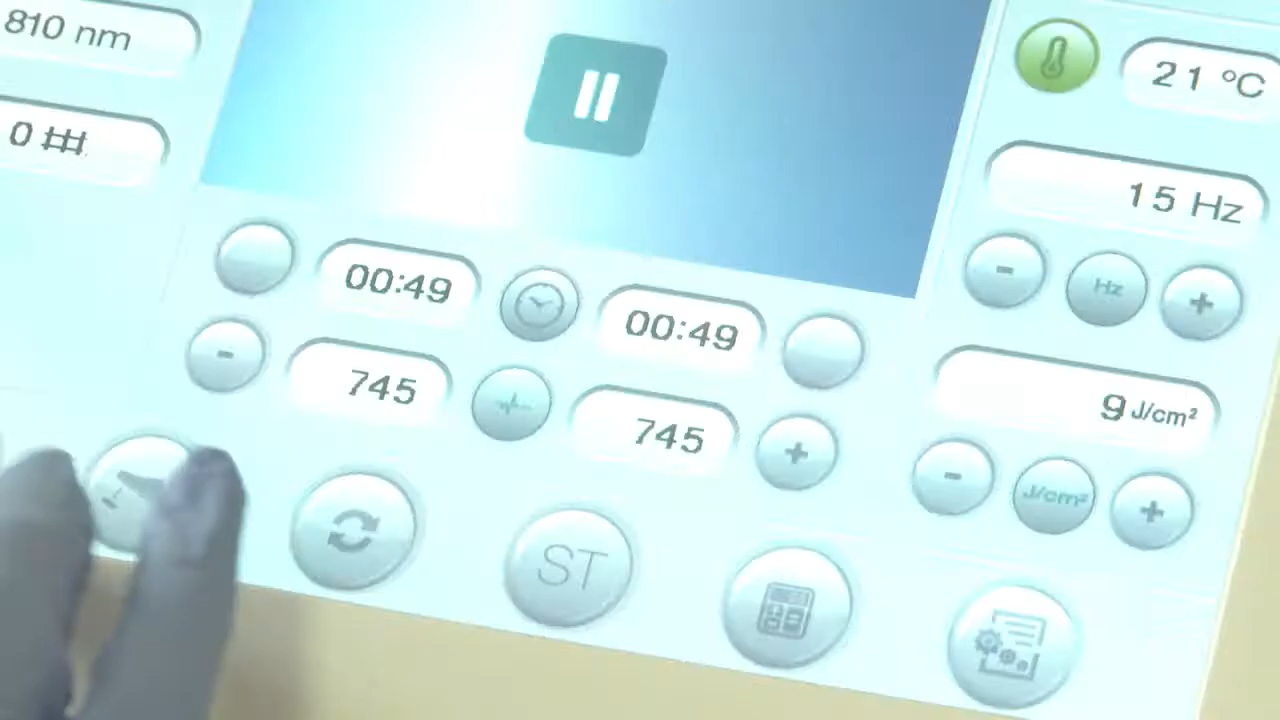 810 nm
0
21 °C
15 Hz
- Hz +
00:49 00:49
- 745 745 +
9 J/cm²
- J/cm² +
ST